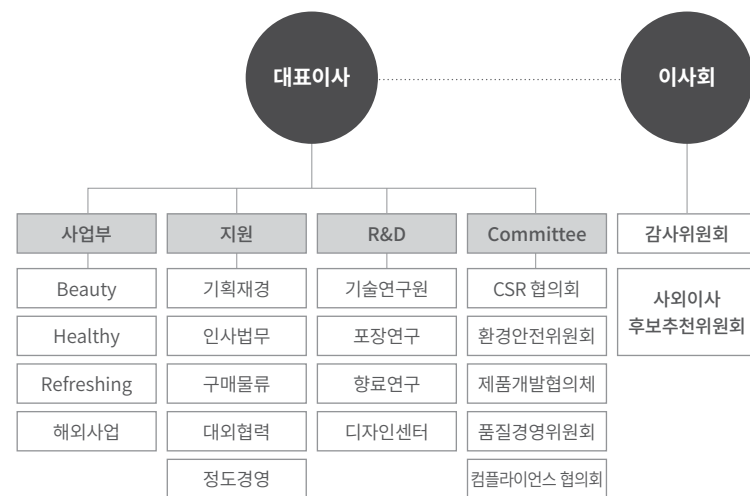 대표이사
이사회
사업부
지원
R&D
Committee
감사위원회
Beauty
기획재경
기술연구원
CSR 협의회
사외이사
후보추천위원회
Healthy
인사법무
포장연구
환경안전위원회
Refreshing
구매물류
향료연구
제품개발협의체
해외사업
대외협력
디자인센터
품질경영위원회
정도경영
컴플라이언스 협의회